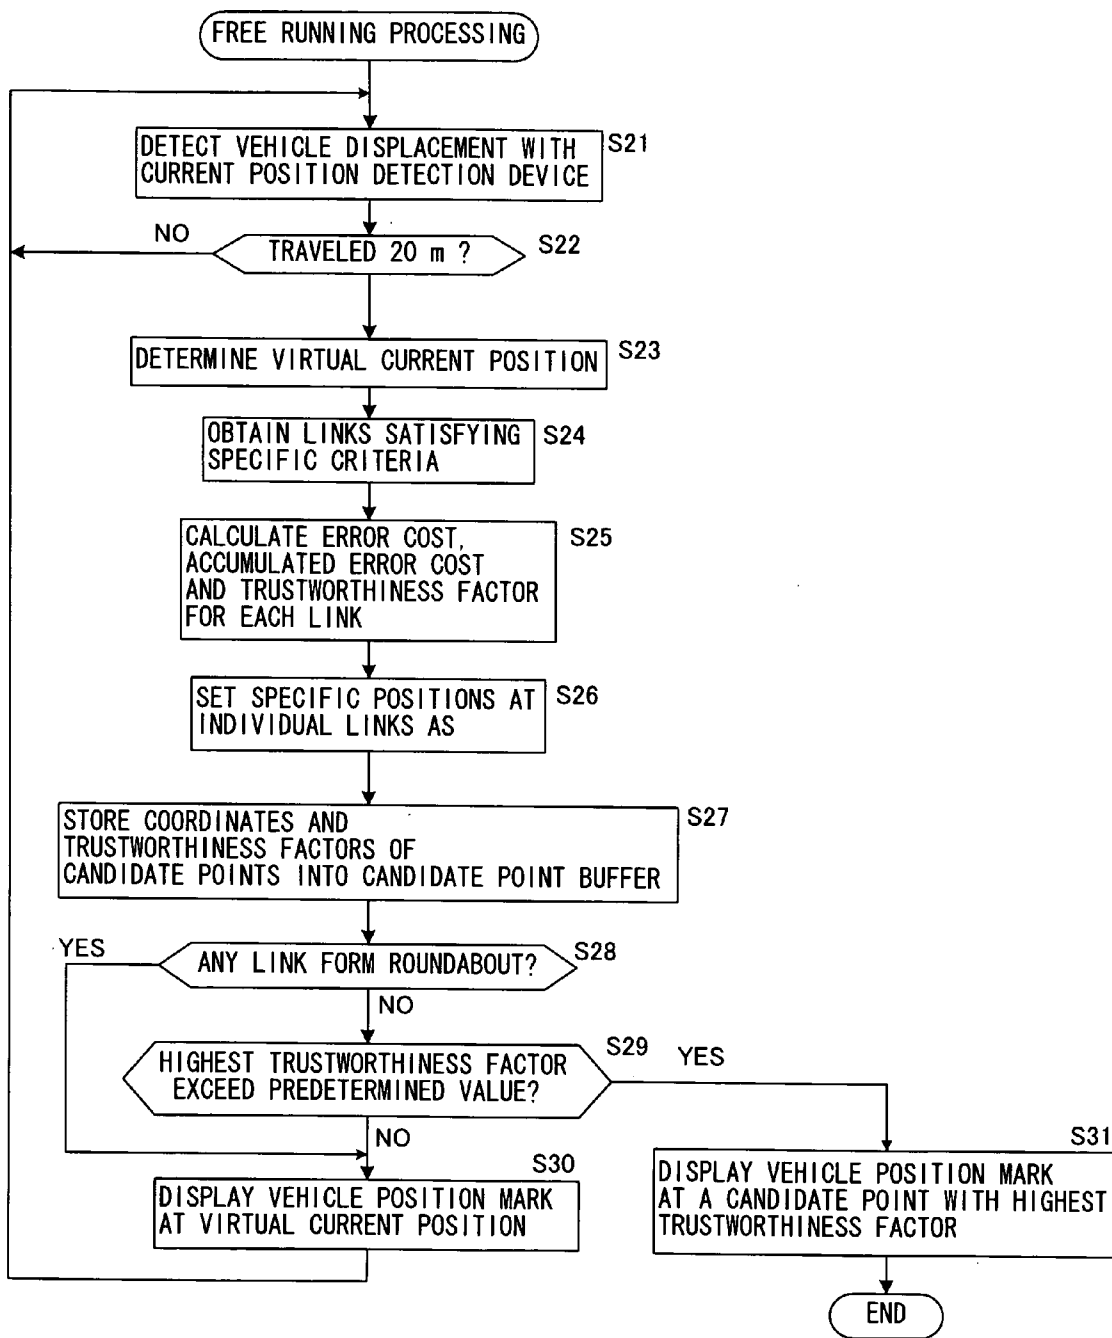 FREE RUNNING PROCESSING
DETECT VEHICLE DISPLACEMENT WITH
CURRENT POSITION DETECTION DEVICE
S21
NO
TRAVELED 20 m ?
S22
DETERMINE VIRTUAL CURRENT POSITION
S23
OBTAIN LINKS SATISFYING
SPECIFIC CRITERIA
S24
CALCULATE ERROR COST,
ACCUMULATED ERROR COST
AND TRUSTWORTHINESS FACTOR
FOR EACH LINK
S25
SET SPECIFIC POSITIONS AT
INDIVIDUAL LINKS AS
S26
STORE COORDINATES AND
TRUSTWORTHINESS FACTORS OF
CANDIDATE POINTS INTO CANDIDATE POINT BUFFER
S27
YES
ANY LINK FORM ROUNDABOUT?
S28
NO
HIGHEST TRUSTWORTHINESS FACTOR
EXCEED PREDETERMINED VALUE?
S29
YES
NO
S30
DISPLAY VEHICLE POSITION MARK
AT VIRTUAL CURRENT POSITION
S31
DISPLAY VEHICLE POSITION MARK
AT A CANDIDATE POINT WITH HIGHEST
TRUSTWORTHINESS FACTOR
END